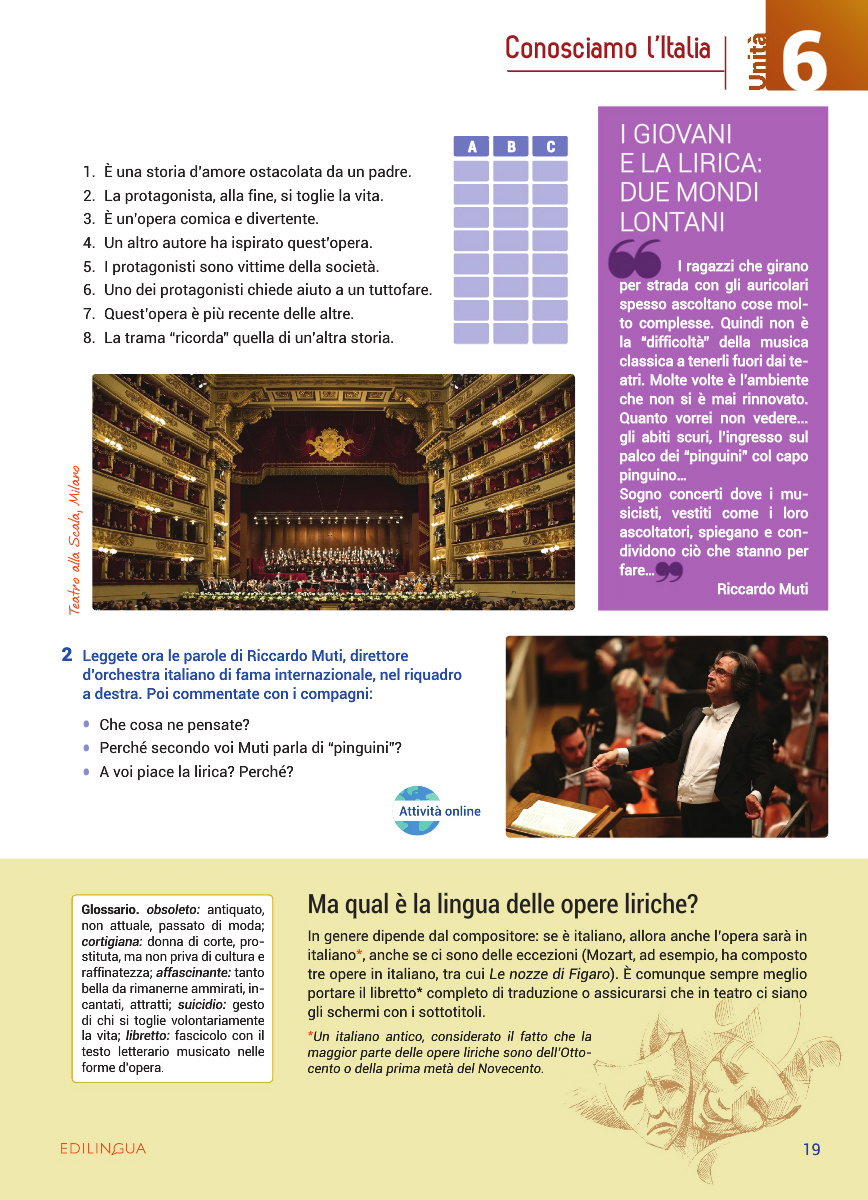 Conosciamo l'Italia
Unità
6
A B C
1. È una storia d'amore ostacolata da un padre.
2. La protagonista, alla fine, si toglie la vita.
3. È un'opera comica e divertente.
4. Un altro autore ha ispirato quest'opera.
5. I protagonisti sono vittime della società.
6. Uno dei protagonisti chiede aiuto a un tuttofare.
7. Quest'opera è più recente delle altre.
8. La trama “ricorda” quella di un'altra storia.
I GIOVANI
E LA LIRICA:
DUE MONDI
LONTANI
“ I ragazzi che girano
per strada con gli auricolari
spesso ascoltano cose mol-
to complesse. Quindi non è
la “difficoltà” della musica
classica a tenerli fuori dai te-
atri. Molte volte è l'ambiente
che non si è mai rinnovato.
Quanto vorrei non vedere...
gli abiti scuri, l'ingresso sul
palco dei “pinguini” col capo
pinguino...
Sogno concerti dove i mu-
sicisti, vestiti come i loro
ascoltatori, spiegano e con-
dividono ciò che stanno per
fare...”
Riccardo Muti
Teatro alla Scala, Milano
2 Leggete ora le parole di Riccardo Muti, direttore
d'orchestra italiano di fama internazionale, nel riquadro
a destra. Poi commentate con i compagni:
• Che cosa ne pensate?
• Perché secondo voi Muti parla di “pinguini”?
• A voi piace la lirica? Perché?
Attività online
Glossario. obsoleto: antiquato,
non attuale, passato di moda;
cortigiana: donna di corte, pro-
stituta, ma non priva di cultura e
raffinatezza; affascinante: tanto
bella da rimanerne ammirati, in-
cantati, attratti; suicidio: gesto
di chi si toglie volontariamente
la vita; libretto: fascicolo con il
testo letterario musicato nelle
forme d'opera.
Ma qual è la lingua delle opere liriche?
In genere dipende dal compositore: se è italiano, allora anche l'opera sarà in
italiano*, anche se ci sono delle eccezioni (Mozart, ad esempio, ha composto
tre opere in italiano, tra cui Le nozze di Figaro). È comunque sempre meglio
portare il libretto* completo di traduzione o assicurarsi che in teatro ci siano
gli schermi con i sottotitoli.
*Un italiano antico, considerato il fatto che la
maggior parte delle opere liriche sono dell'Otto-
cento o della prima metà del Novecento.
EDILINGUA
19